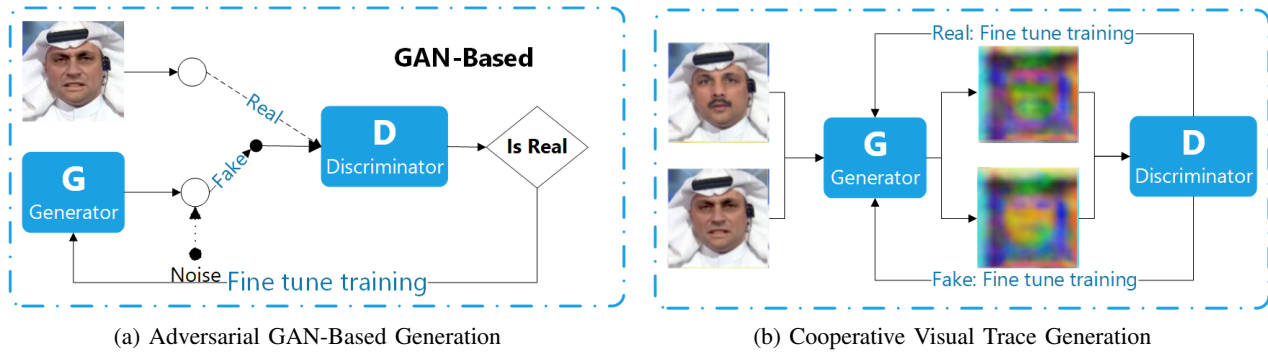 GAN-Based
Real
Fake
G
Generator
D
Discriminator
Is Real
Noise
Fine tune training
(a) Adversarial GAN-Based Generation
Real: Fine tune training
G
Generator
D
Discriminator
Fake: Fine tune training
(b) Cooperative Visual Trace Generation